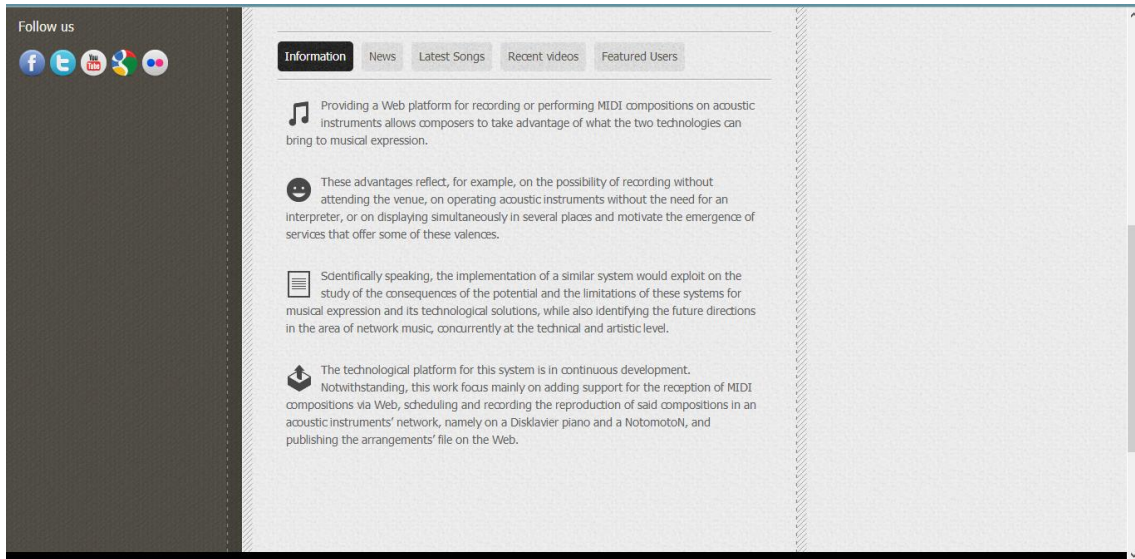 Follow us
You
Tube
Information
News
Latest Songs
Recent videos
Featured Users
Providing a Web platform for recording or performing MIDI compositions on acoustic
instruments allows composers to take advantage of what the two technologies can
bring to musical expression.
These advantages reflect, for example, on the possibility of recording without
attending the venue, on operating acoustic instruments without the need for an
interpreter, or on displaying simultaneously in several places and motivate the emergence of
services that offer some of these valences.
Scientifically speaking, the implementation of a similar system would exploit on the
study of the consequences of the potential and the limitations of these systems for
musical expression and its technological solutions, while also identifying the future directions
in the area of network music, concurrently at the technical and artistic level.
The technological platform for this system is in continuous development.
Notwithstanding, this work focus mainly on adding support for the reception of MIDI
compositions via Web, scheduling and recording the reproduction of said compositions in an
acoustic instruments' network, namely on a Disklavier piano and a NotomotoN, and
publishing the arrangements' file on the Web.